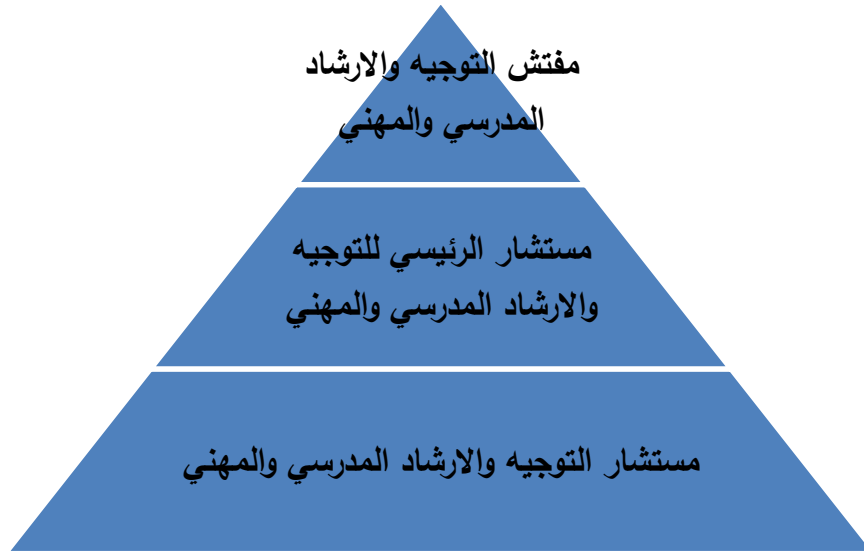 مفتش التوجيه والارشاد
المدرسي والمهني
مستشار الرئيسي للتوجيه
والارشاد المدرسي والمهني
مستشار التوجيه والارشاد المدرسي والمهني